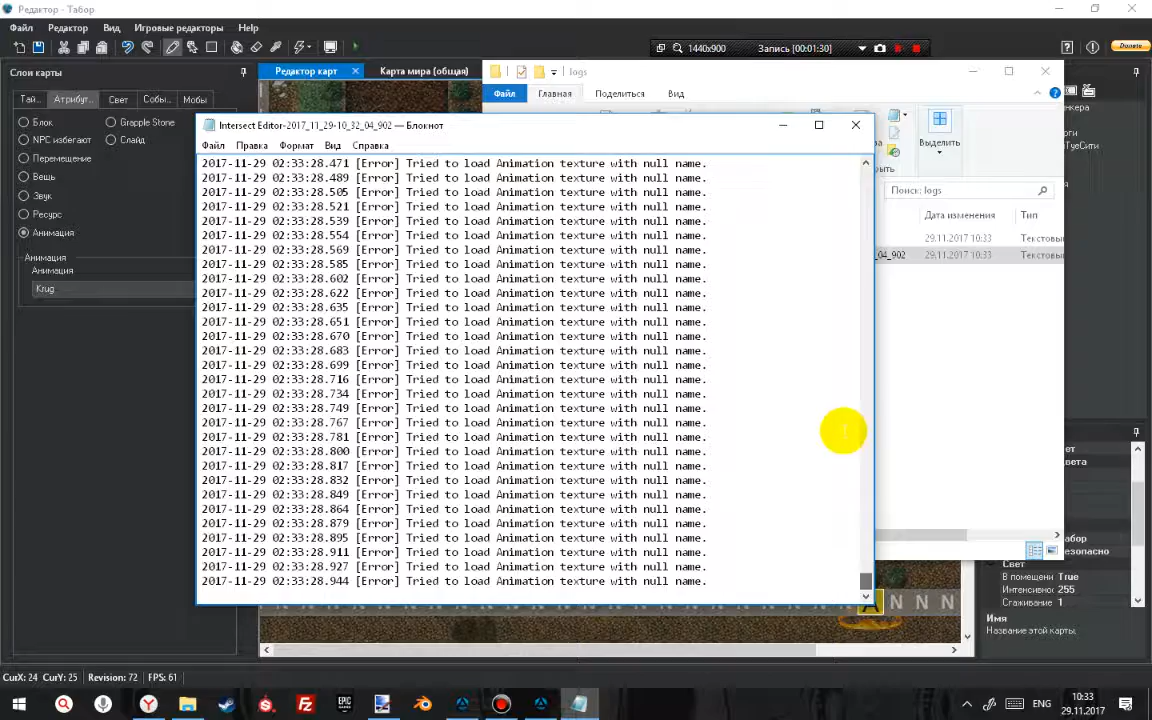 Редактор - Табор
Файл Редактор Вид Игровые редакторы Help
1440x900 Запись [00:01:30]
Donate
Слои карты
Редактор карт
Карта мира (общая)
logs
Тай... Атрибут... Свет Собы... Мобы
Файл Главная Поделиться Вид
Блок Grapple Stone
NPC избегают Слайд
Перемещение
Вещь
Звук
Ресурс
Анимация
Анимация
Анимация
Krug
Выделить
Поиск: logs
Дата изменения Тип
29.11.2017 10:33 Текстовы
_04_902 29.11.2017 10:33 Текстовы
Intersect Editor-2017_11_29-10_32_04_902 — Блокнот
Файл Правка Формат Вид Справка
2017-11-29 02:33:28.471 [Error] Tried to load Animation texture with null name.
2017-11-29 02:33:28.489 [Error] Tried to load Animation texture with null name.
2017-11-29 02:33:28.505 [Error] Tried to load Animation texture with null name.
2017-11-29 02:33:28.521 [Error] Tried to load Animation texture with null name.
2017-11-29 02:33:28.539 [Error] Tried to load Animation texture with null name.
2017-11-29 02:33:28.554 [Error] Tried to load Animation texture with null name.
2017-11-29 02:33:28.569 [Error] Tried to load Animation texture with null name.
2017-11-29 02:33:28.585 [Error] Tried to load Animation texture with null name.
2017-11-29 02:33:28.602 [Error] Tried to load Animation texture with null name.
2017-11-29 02:33:28.622 [Error] Tried to load Animation texture with null name.
2017-11-29 02:33:28.635 [Error] Tried to load Animation texture with null name.
2017-11-29 02:33:28.651 [Error] Tried to load Animation texture with null name.
2017-11-29 02:33:28.670 [Error] Tried to load Animation texture with null name.
2017-11-29 02:33:28.683 [Error] Tried to load Animation texture with null name.
2017-11-29 02:33:28.699 [Error] Tried to load Animation texture with null name.
2017-11-29 02:33:28.716 [Error] Tried to load Animation texture with null name.
2017-11-29 02:33:28.734 [Error] Tried to load Animation texture with null name.
2017-11-29 02:33:28.749 [Error] Tried to load Animation texture with null name.
2017-11-29 02:33:28.767 [Error] Tried to load Animation texture with null name.
2017-11-29 02:33:28.781 [Error] Tried to load Animation texture with null name.
2017-11-29 02:33:28.800 [Error] Tried to load Animation texture with null name.
2017-11-29 02:33:28.817 [Error] Tried to load Animation texture with null name.
2017-11-29 02:33:28.832 [Error] Tried to load Animation texture with null name.
2017-11-29 02:33:28.849 [Error] Tried to load Animation texture with null name.
2017-11-29 02:33:28.864 [Error] Tried to load Animation texture with null name.
2017-11-29 02:33:28.879 [Error] Tried to load Animation texture with null name.
2017-11-29 02:33:28.895 [Error] Tried to load Animation texture with null name.
2017-11-29 02:33:28.911 [Error] Tried to load Animation texture with null name.
2017-11-29 02:33:28.927 [Error] Tried to load Animation texture with null name.
2017-11-29 02:33:28.944 [Error] Tried to load Animation texture with null name.
Свет
В помещени True
Интенсивнос 255
Сглаживание 1
Имя
Название этой карты.
CurX: 24 CurY: 25 Revision: 72 FPS: 61
ENG
10:33
29.11.2017